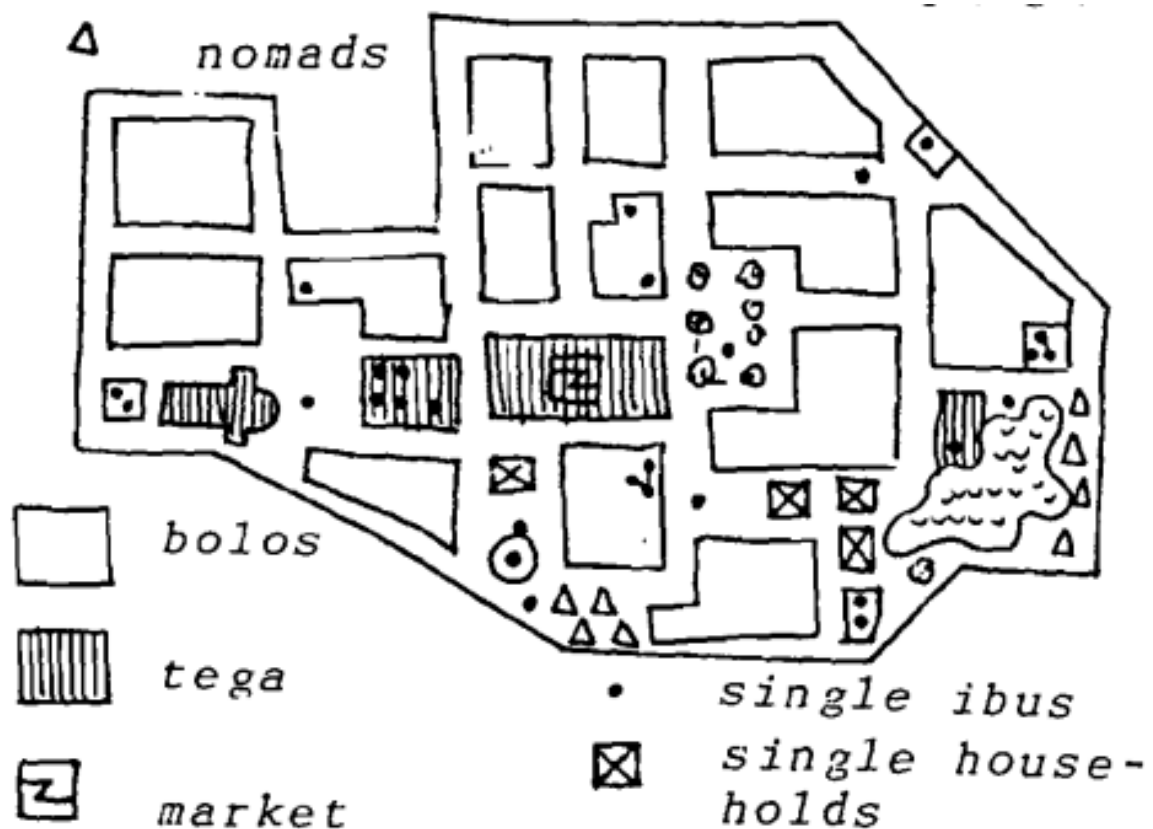 nomads
bolos
tega
market
single ibus
single house-
holds